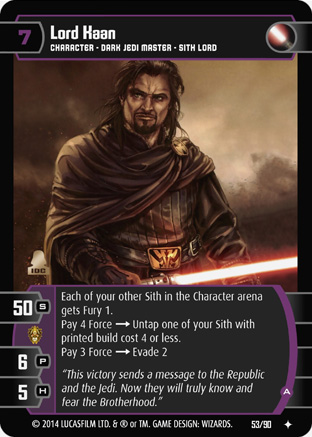 7
Lord Kaan
CHARACTER - DARK JEDI MASTER - SITH LORD
IDC
50 S
6 P
5 H
Each of your other Sith in the Character arena
gets Fury 1.
Pay 4 Force → Untap one of your Sith with
printed build cost 4 or less.
Pay 3 Force → Evade 2
“This victory sends a message to the Republic
and the Jedi. Now they will truly know and
fear the Brotherhood.”
A
© 2014 LUCASFILM LTD. & ® OR TM. GAME DESIGN: WIZARDS.
53/90